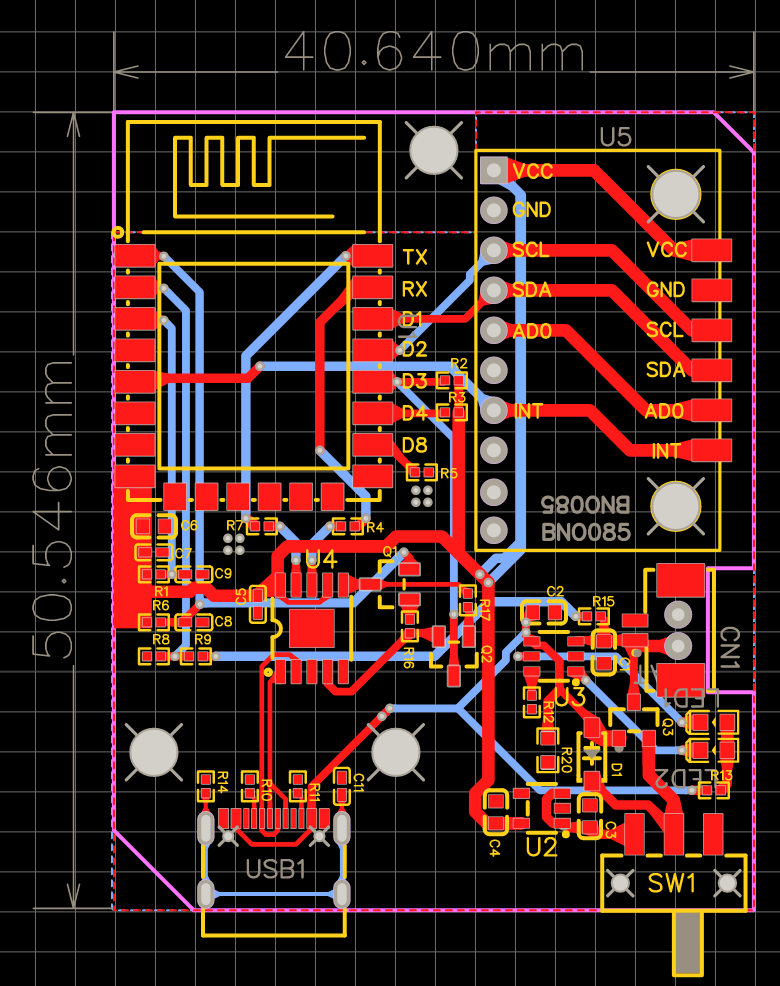 40.640mm
50.546mm
U5
VCC
GND
SCL
SDA
AD0
INT
VCC
GND
SCL
SDA
AD0
INT
BNO085
BNO085
TX
RX
D1
D2
D3
D4
D8
R2
R3
R5
C6
C7
R7
R4
U4
Q1
R1
C9
C5
R6
C8
R8
R9
R17
R16
Q2
C2
R15
U3
R12
CN1
LED1
Q3
LED2
R20
D1
R13
R14
R10
R11
C11
USB1
C4
U2
C3
SW1